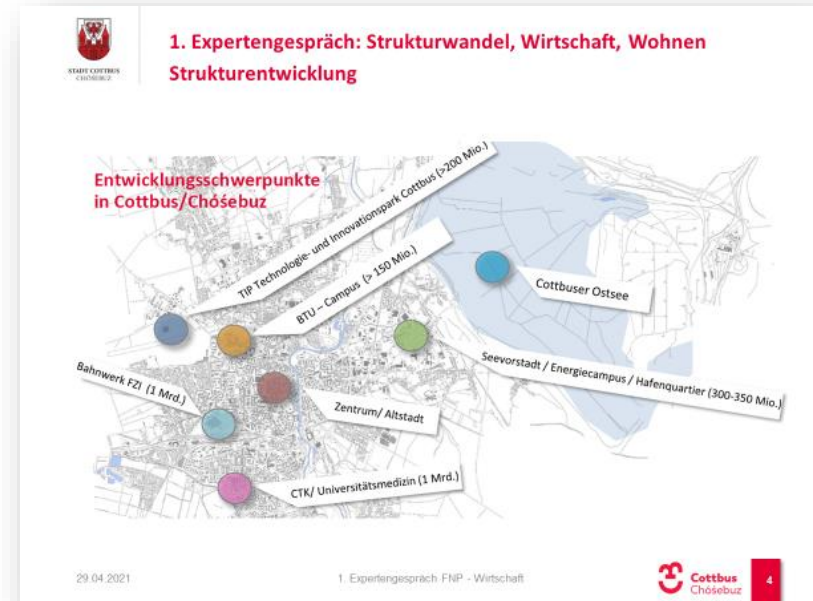 STADT COTTBUS
CHÓŚEBUZ
1. Expertengespräch: Strukturwandel, Wirtschaft, Wohnen
Strukturentwicklung
Entwicklungsschwerpunkte
in Cottbus/Chóśebuz
TIP Technologie- und Innovationspark Cottbus (>200 Mio.)
BTU – Campus (> 150 Mio.)
Cottbuser Ostsee
Seevorstadt / Energiecampus / Hafenquartier (300-350 Mio.)
Bahnwerk FZI (1 Mrd.)
Zentrum/ Altstadt
CTK/ Universitätsmedizin (1 Mrd.)
29.04.2021
1. Expertengespräch FNP - Wirtschaft
Cottbus
Chóśebuz
4